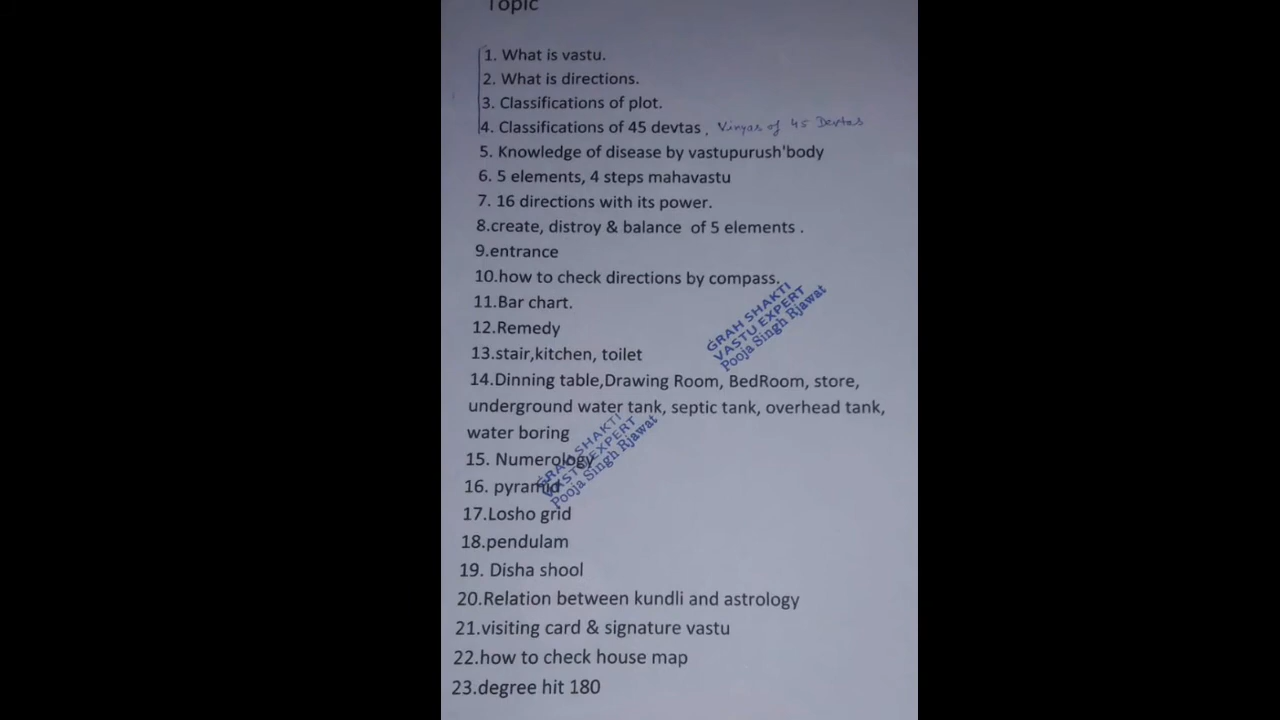 Topic
1. What is vastu.
2. What is directions.
3. Classifications of plot.
4. Classifications of 45 devtas . Vinyas of 45 Devtas
5. Knowledge of disease by vastupurush'body
6. 5 elements, 4 steps mahavastu
7. 16 directions with its power.
8.create, distroy & balance of 5 elements .
9.entrance
10.how to check directions by compass.
11.Bar chart.
12.Remedy
GRAH SHAKTI
VASTU EXPERT
Pooja Singh Rjawat
13.stair,kitchen, toilet
14.Dinning table,Drawing Room, BedRoom, store,
underground water tank, septic tank, overhead tank,
water boring
GRAH SHAKTI
VASTU EXPERT
Pooja Singh Rjawat
15. Numerology
16. pyramid
17.Losho grid
18.pendulam
19. Disha shool
20.Relation between kundli and astrology
21.visiting card & signature vastu
22.how to check house map
23.degree hit 180